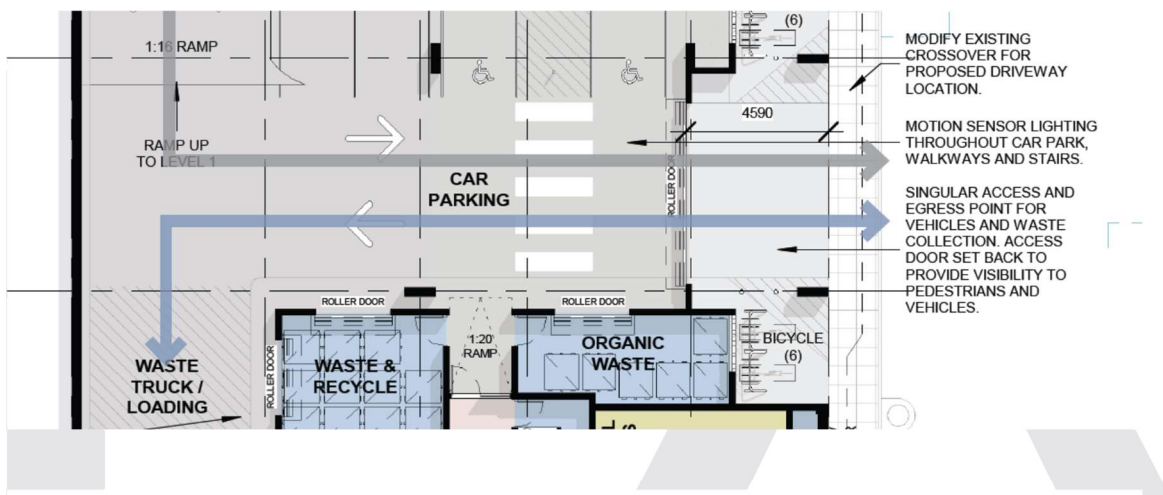 1:16 RAMP
RAMP UP
TO LEVEL 1
CAR
PARKING
ROLLER DOOR
(6)
4590
MODIFY EXISTING
CROSSOVER FOR
PROPOSED DRIVEWAY
LOCATION.
MOTION SENSOR LIGHTING
THROUGHOUT CAR PARK,
WALKWAYS AND STAIRS.
SINGULAR ACCESS AND
EGRESS POINT FOR
VEHICLES AND WASTE
COLLECTION. ACCESS
DOOR SET BACK TO
PROVIDE VISIBILITY TO
PEDESTRIANS AND
VEHICLES.
ROLLER DOOR
ROLLER DOOR
WASTE
TRUCK /
LOADING
ROLLER DOOR
WASTE &
RECYCLE
1:20
RAMP
ORGANIC
WASTE
BICYCLE
(6)